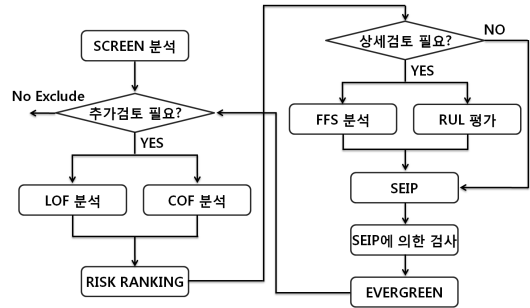 SCREEN 분석
No Exclude
추가검토 필요?
YES
LOF 분석
COF 분석
RISK RANKING
상세검토 필요?
NO
YES
FFS 분석
RUL 평가
SEIP
SEIP에 의한 검사
EVERGREEN